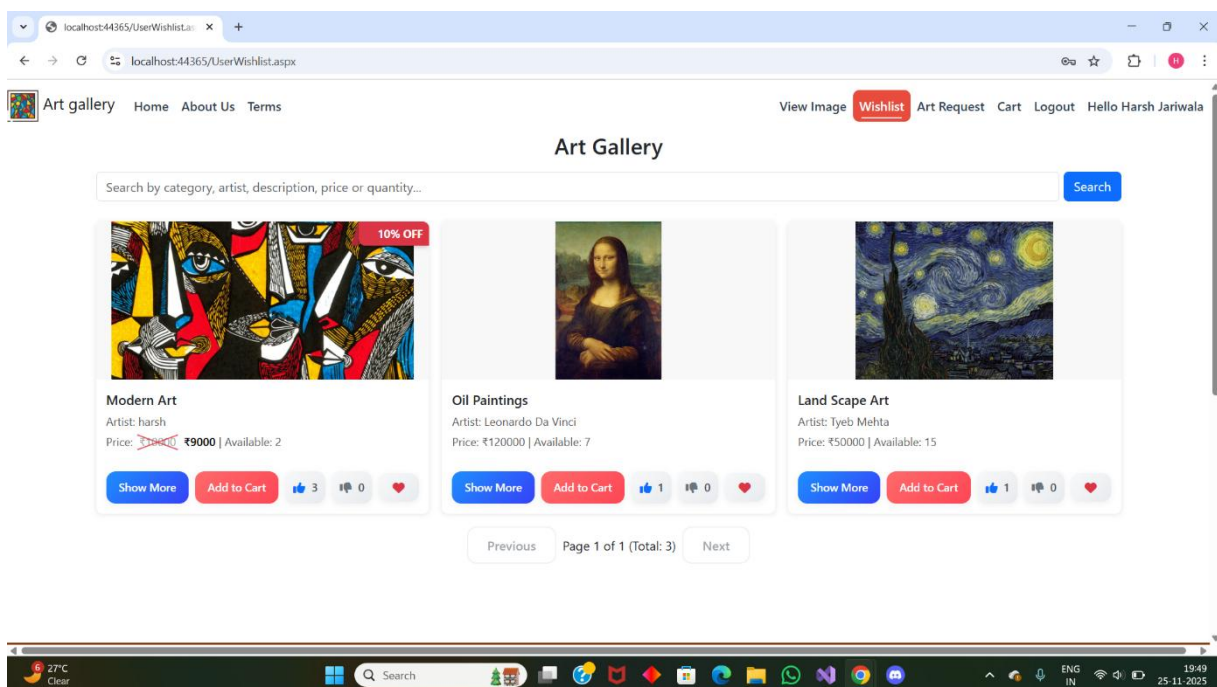 localhost:44365/UserWishlist.as
localhost:44365/UserWishlist.aspx
H
Art gallery Home About Us Terms View Image Wishlist Art Request Cart Logout Hello Harsh Jariwala
Art Gallery
Search by category, artist, description, price or quantity... Search
10% OFF
Modern Art
Artist: harsh
Price: ₹10000 ₹9000 | Available: 2
Show More Add to Cart 3 0
Oil Paintings
Artist: Leonardo Da Vinci
Price: ₹120000 | Available: 7
Show More Add to Cart 1 0
Land Scape Art
Artist: Tyeb Mehta
Price: ₹50000 | Available: 15
Show More Add to Cart 1 0
Previous Page 1 of 1 (Total: 3) Next
6 27°C
Clear
Search
ENG
IN
19:49
25-11-2025